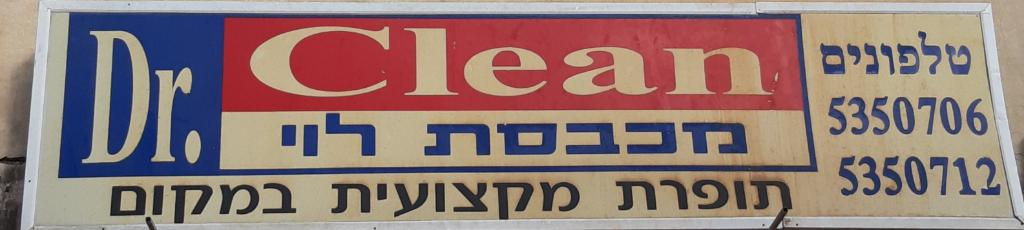 Dr. Clean
מכבסת לוי
תופרת מקצועית במקום
טלפונים
5350706
5350712